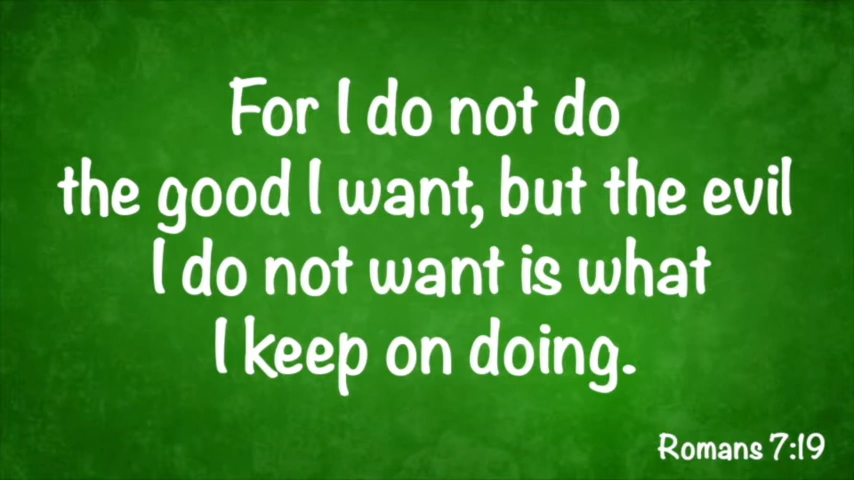 For I do not do
the good I want, but the evil
I do not want is what
I keep on doing.
Romans 7:19